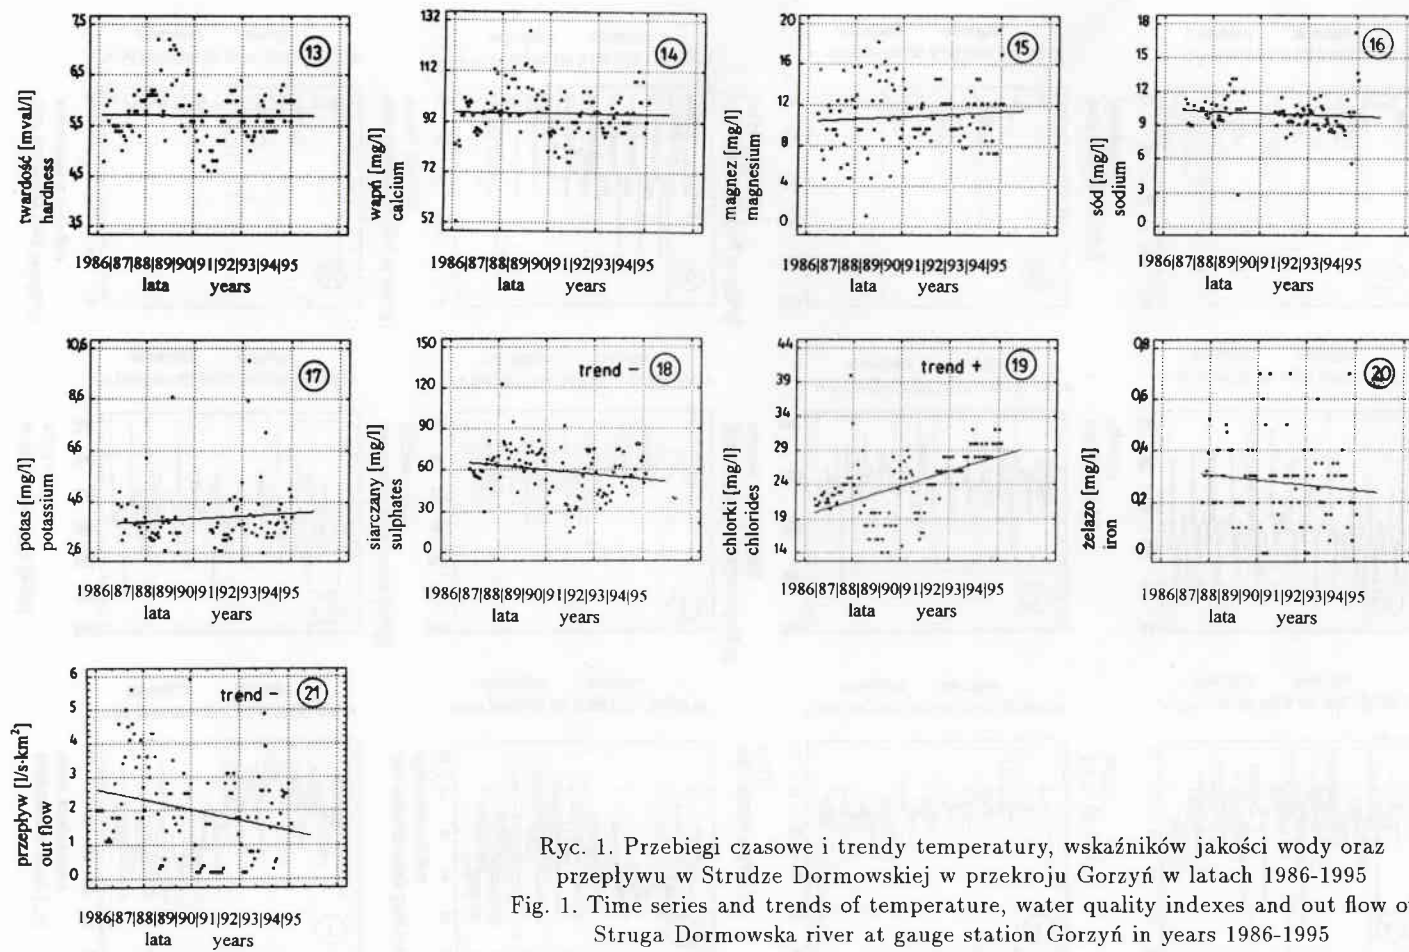 75
65
55
45
35
twardość [mval/l]
hardness
13
1986|87|88|89|90|91|92|93|94|95
lata years
132
112
92
72
52
wapń [mg/l]
calcium
14
1986|87|88|89|90|91|92|93|94|95
lata years
20
16
12
8
4
0
magnez [mg/l]
magnesium
15
1986|87|88|89|90|91|92|93|94|95
lata years
18
15
12
9
6
3
0
sód [mg/l]
sodium
16
1986|87|88|89|90|91|92|93|94|95
lata years
10,6
8,6
6,6
4,6
2,6
potas [mg/l]
potassium
17
1986|87|88|89|90|91|92|93|94|95
lata years
150
120
90
60
30
0
siarczany [mg/l]
sulphates
trend – 18
1986|87|88|89|90|91|92|93|94|95
lata years
44
39
34
29
24
19
14
chlorki [mg/l]
chlorides
trend + 19
1986|87|88|89|90|91|92|93|94|95
lata years
0,8
0,6
0,4
0,2
0
żelazo [mg/l]
iron
20
1986|87|88|89|90|91|92|93|94|95
lata years
6
5
4
3
2
1
0
przepływ [l/s·km²]
out flow
trend – 21
1986|87|88|89|90|91|92|93|94|95
lata years
Ryc. 1. Przebiegi czasowe i trendy temperatury, wskaźników jakości wody oraz
przepływu w Strudze Dormowskiej w przekroju Gorzyń w latach 1986-1995
Fig. 1. Time series and trends of temperature, water quality indexes and out flow o
Struga Dormowska river at gauge station Gorzyń in years 1986-1995